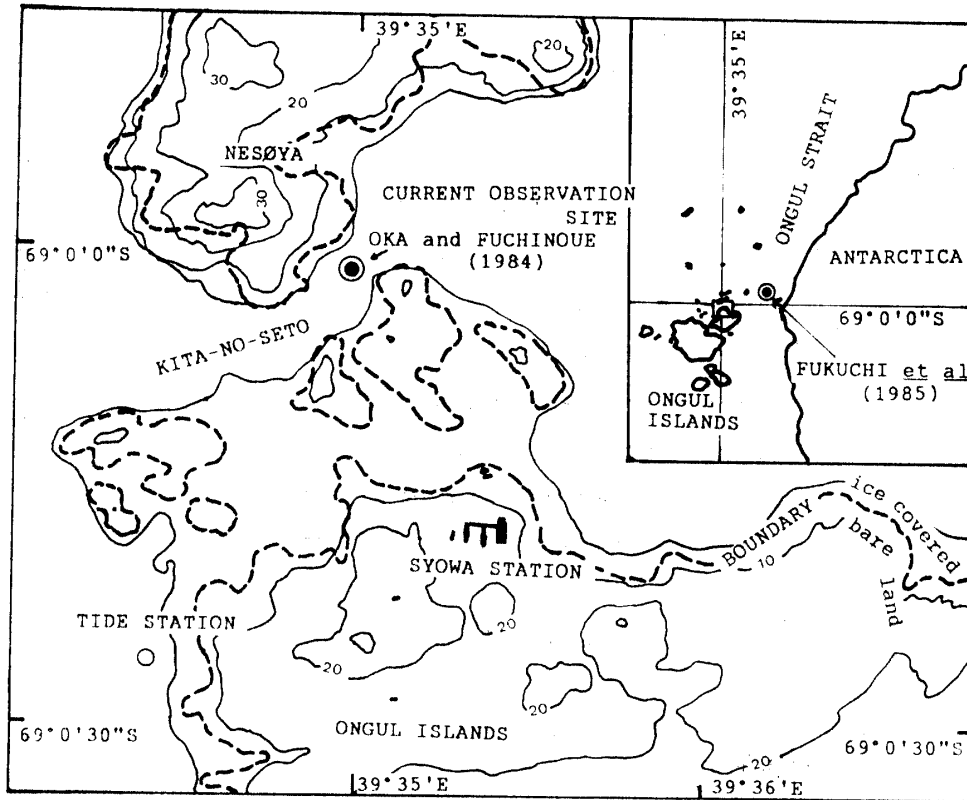 39°35'E
20
30
20
NESØYA
30
CURRENT OBSERVATION
SITE
OKA and FUCHINOUE
(1984)
69°0'0"S
KITA-NO-SETO
39°35'E
ONGUL STRAIT
ANTARCTICA
69°0'0"S
FUKUCHI et al
(1985)
ONGUL
ISLANDS
BOUNDARY
ice covered
bare
land
10
SYOWA STATION
TIDE STATION
20
20
20
20
ONGUL ISLANDS
69°0'30"S
69°0'30"S
39°35'E
39°36'E